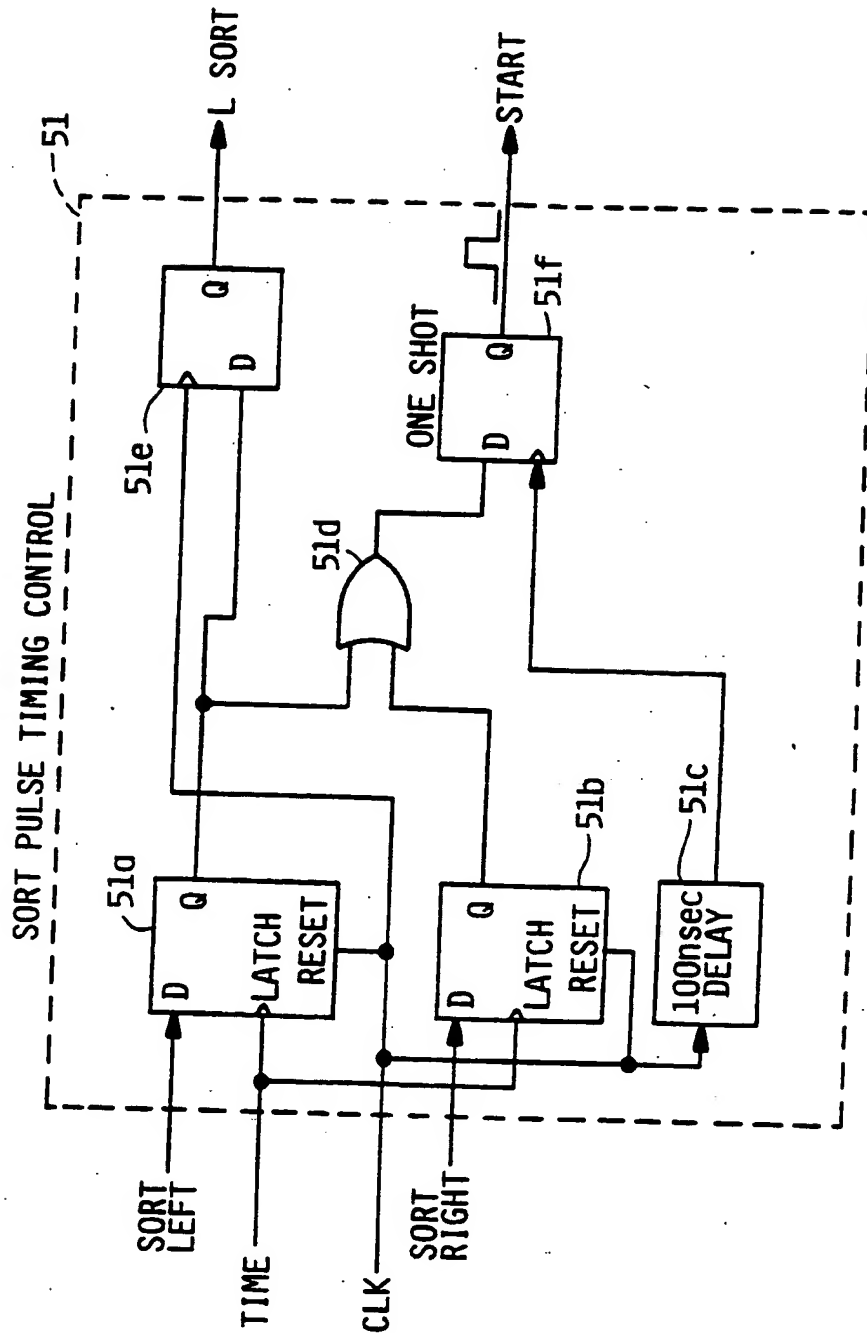 SORT PULSE TIMING CONTROL
51
SORT
LEFT
TIME
CLK
SORT
RIGHT
51a
D
Q
LATCH
RESET
51b
D
Q
LATCH
RESET
51c
100nsec
DELAY
51d
51e
Q
D
L SORT
ONE SHOT
D
Q
51f
START